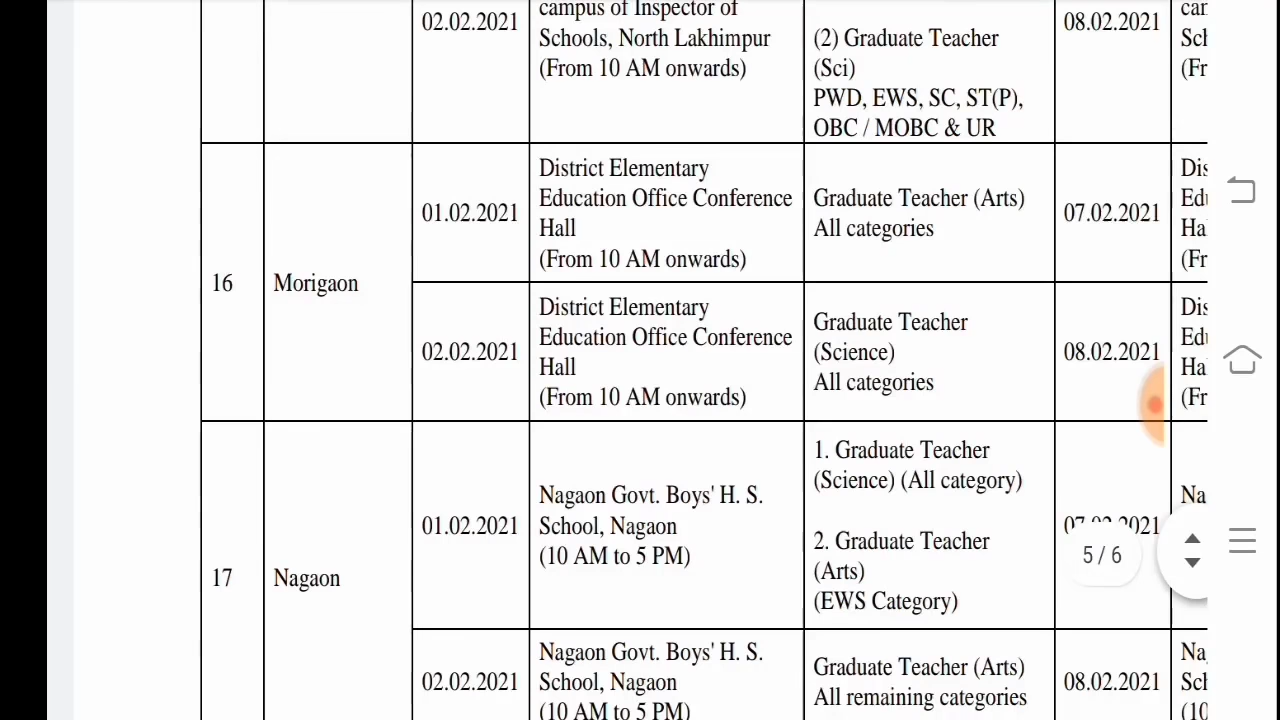 campus of Inspector of
02.02.2021
Schools, North Lakhimpur
(From 10 AM onwards)
(2) Graduate Teacher
(Sci)
PWD, EWS, SC, ST(P),
OBC / MOBC & UR
08.02.2021
16
Morigaon
01.02.2021
District Elementary
Education Office Conference
Hall
(From 10 AM onwards)
Graduate Teacher (Arts)
All categories
07.02.2021
02.02.2021
District Elementary
Education Office Conference
Hall
(From 10 AM onwards)
Graduate Teacher
(Science)
All categories
08.02.2021
17
Nagaon
01.02.2021
Nagaon Govt. Boys' H. S.
School, Nagaon
(10 AM to 5 PM)
1. Graduate Teacher
(Science) (All category)
2. Graduate Teacher
(Arts)
(EWS Category)
07.02.2021
5 / 6
02.02.2021
Nagaon Govt. Boys' H. S.
School, Nagaon
(10 AM to 5 PM)
Graduate Teacher (Arts)
All remaining categories
08.02.2021